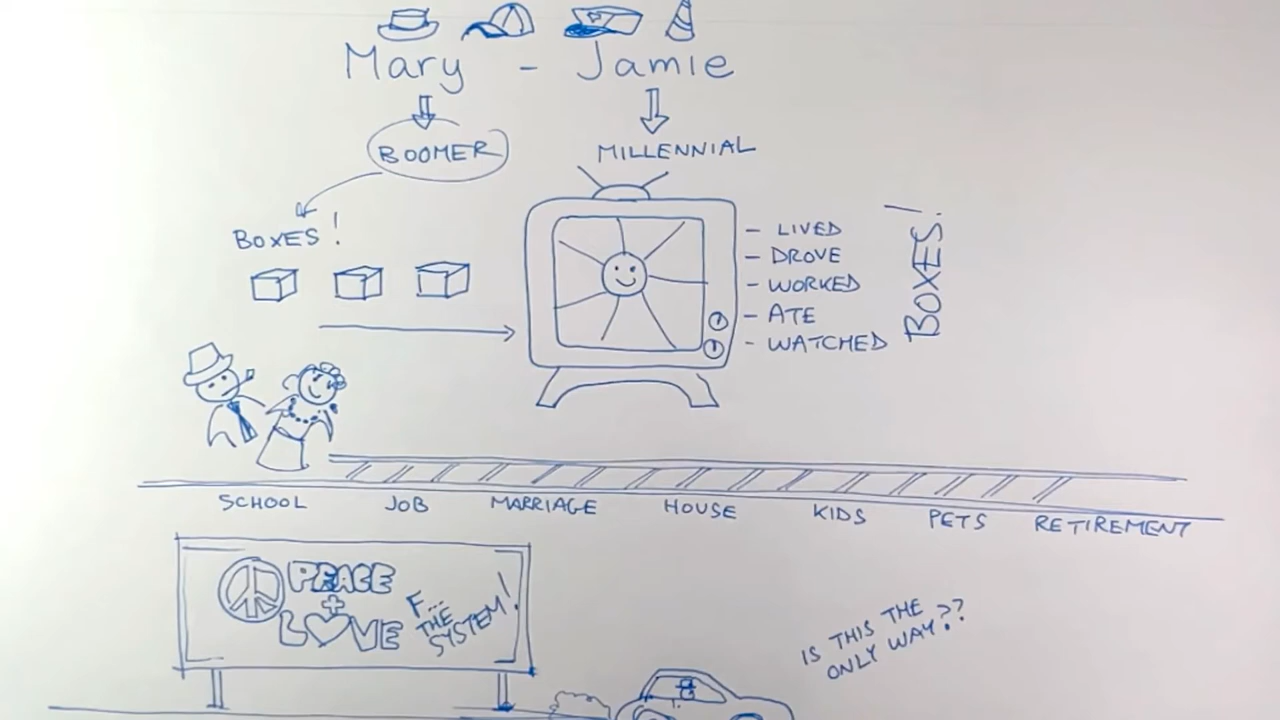 Mary - Jamie
BOOMER
MILLENNIAL
BOXES!
- LIVED
- DROVE
- WORKED
- ATE
- WATCHED
BOXES!
SCHOOL JOB MARRIAGE HOUSE KIDS PETS RETIREMENT
PEACE
+
LOVE
F...
THE
SYSTEM!
IS THIS THE
ONLY WAY??